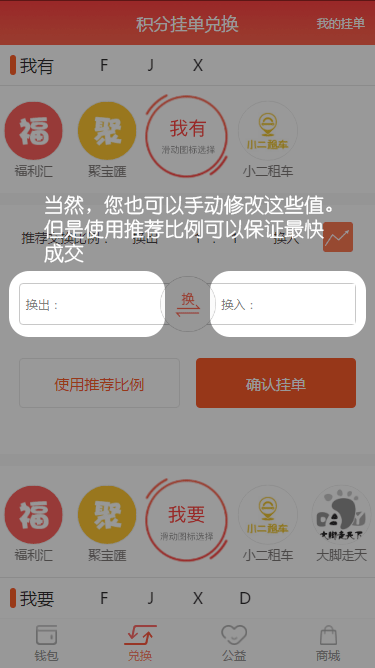 积分挂单兑换
我的挂单
我有 F J X
福
聚
我有
滑动图标选择
小二租车
福利汇
聚宝匯
小二租车
当然，您也可以手动修改这些值。
但是使用推荐比例可以保证最快
成交
推荐兑换比例： 换出 1 : 1 换入
换出：
换
换入：
使用推荐比例
确认挂单
福
聚
我要
滑动图标选择
小二租车
大脚走天下
福利汇
聚宝匯
小二租车
大脚走天
我要 F J X D
钱包
兑换
公益
商城